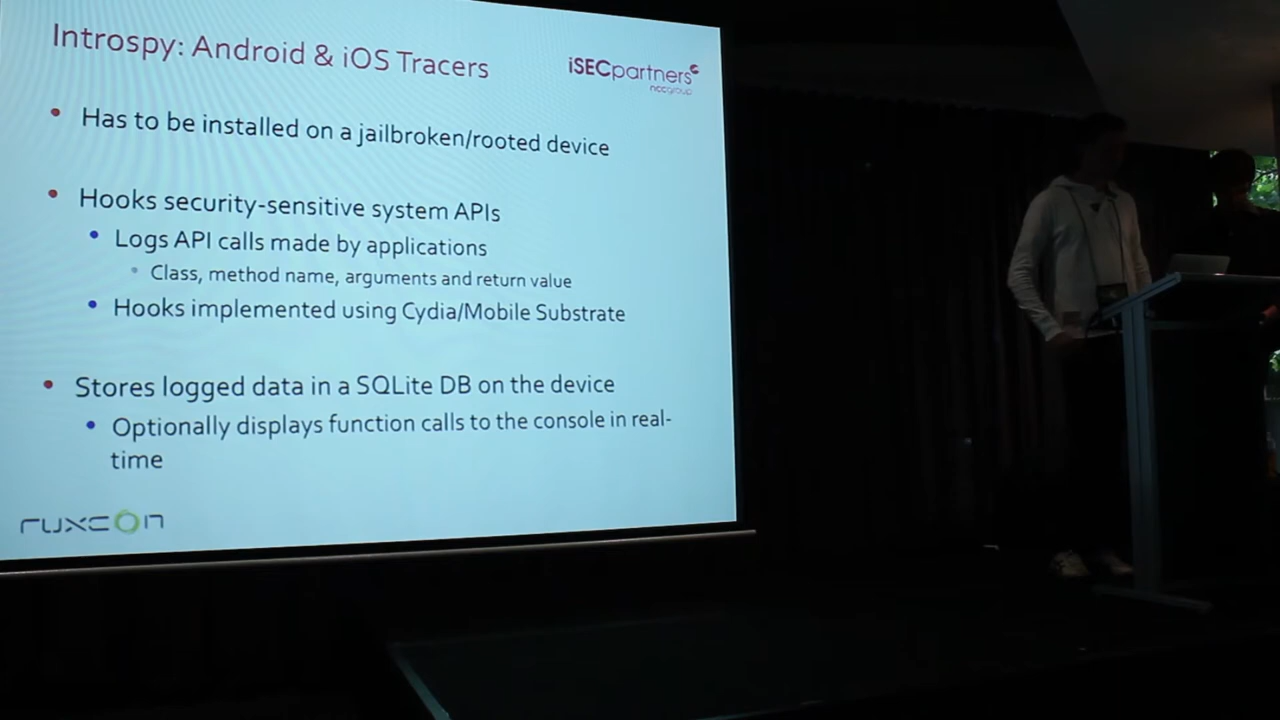 Introspy: Android & iOS Tracers
iSECpartners
nccgroup
Has to be installed on a jailbroken/rooted device
Hooks security-sensitive system APIs
Logs API calls made by applications
Class, method name, arguments and return value
Hooks implemented using Cydia/Mobile Substrate
Stores logged data in a SQLite DB on the device
Optionally displays function calls to the console in real-
time
ruxcon